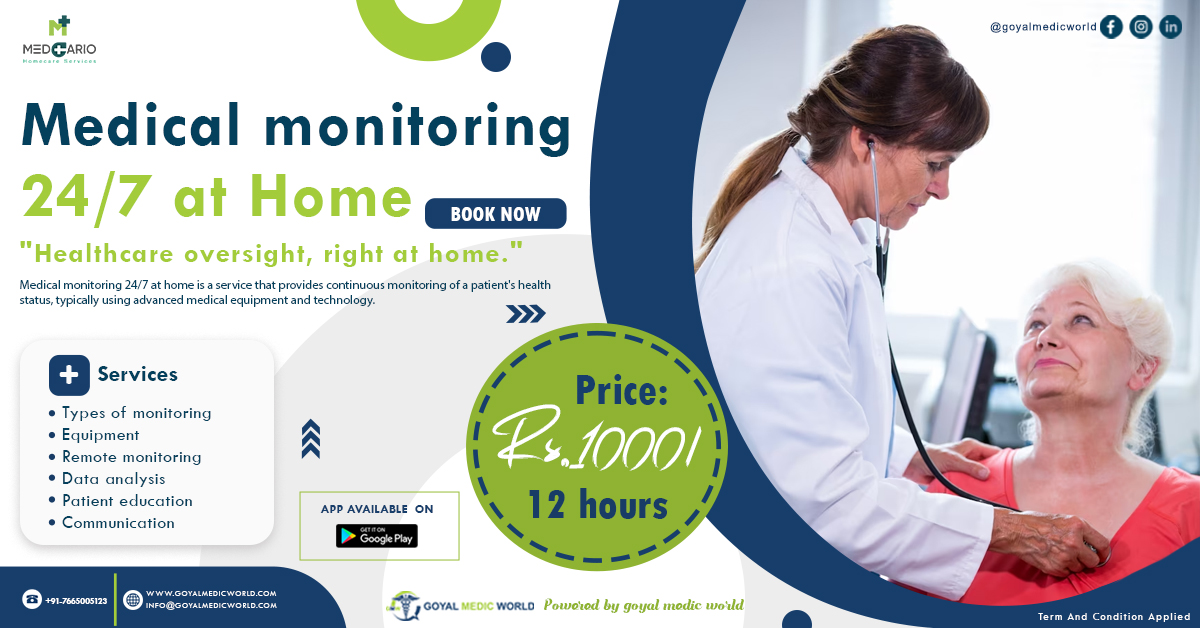 MEDCARIO
Homecare Services
@goyalmedicworld
Medical monitoring
24/7 at Home
BOOK NOW
"Healthcare oversight, right at home."
Medical monitoring 24/7 at home is a service that provides continuous monitoring of a patient's health
status, typically using advanced medical equipment and technology.
Services
• Types of monitoring
• Equipment
• Remote monitoring
• Data analysis
• Patient education
• Communication
APP AVAILABLE ON
GET IT ON
Google Play
Price:
Rs.10001
12 hours
+91-7665005123
WWW.GOYALMEDICWORLD.COM
INFO@GOYALMEDICWORLD.COM
GOYAL MEDIC WORLD
Powered by goyal medic world
Term And Condition Applied